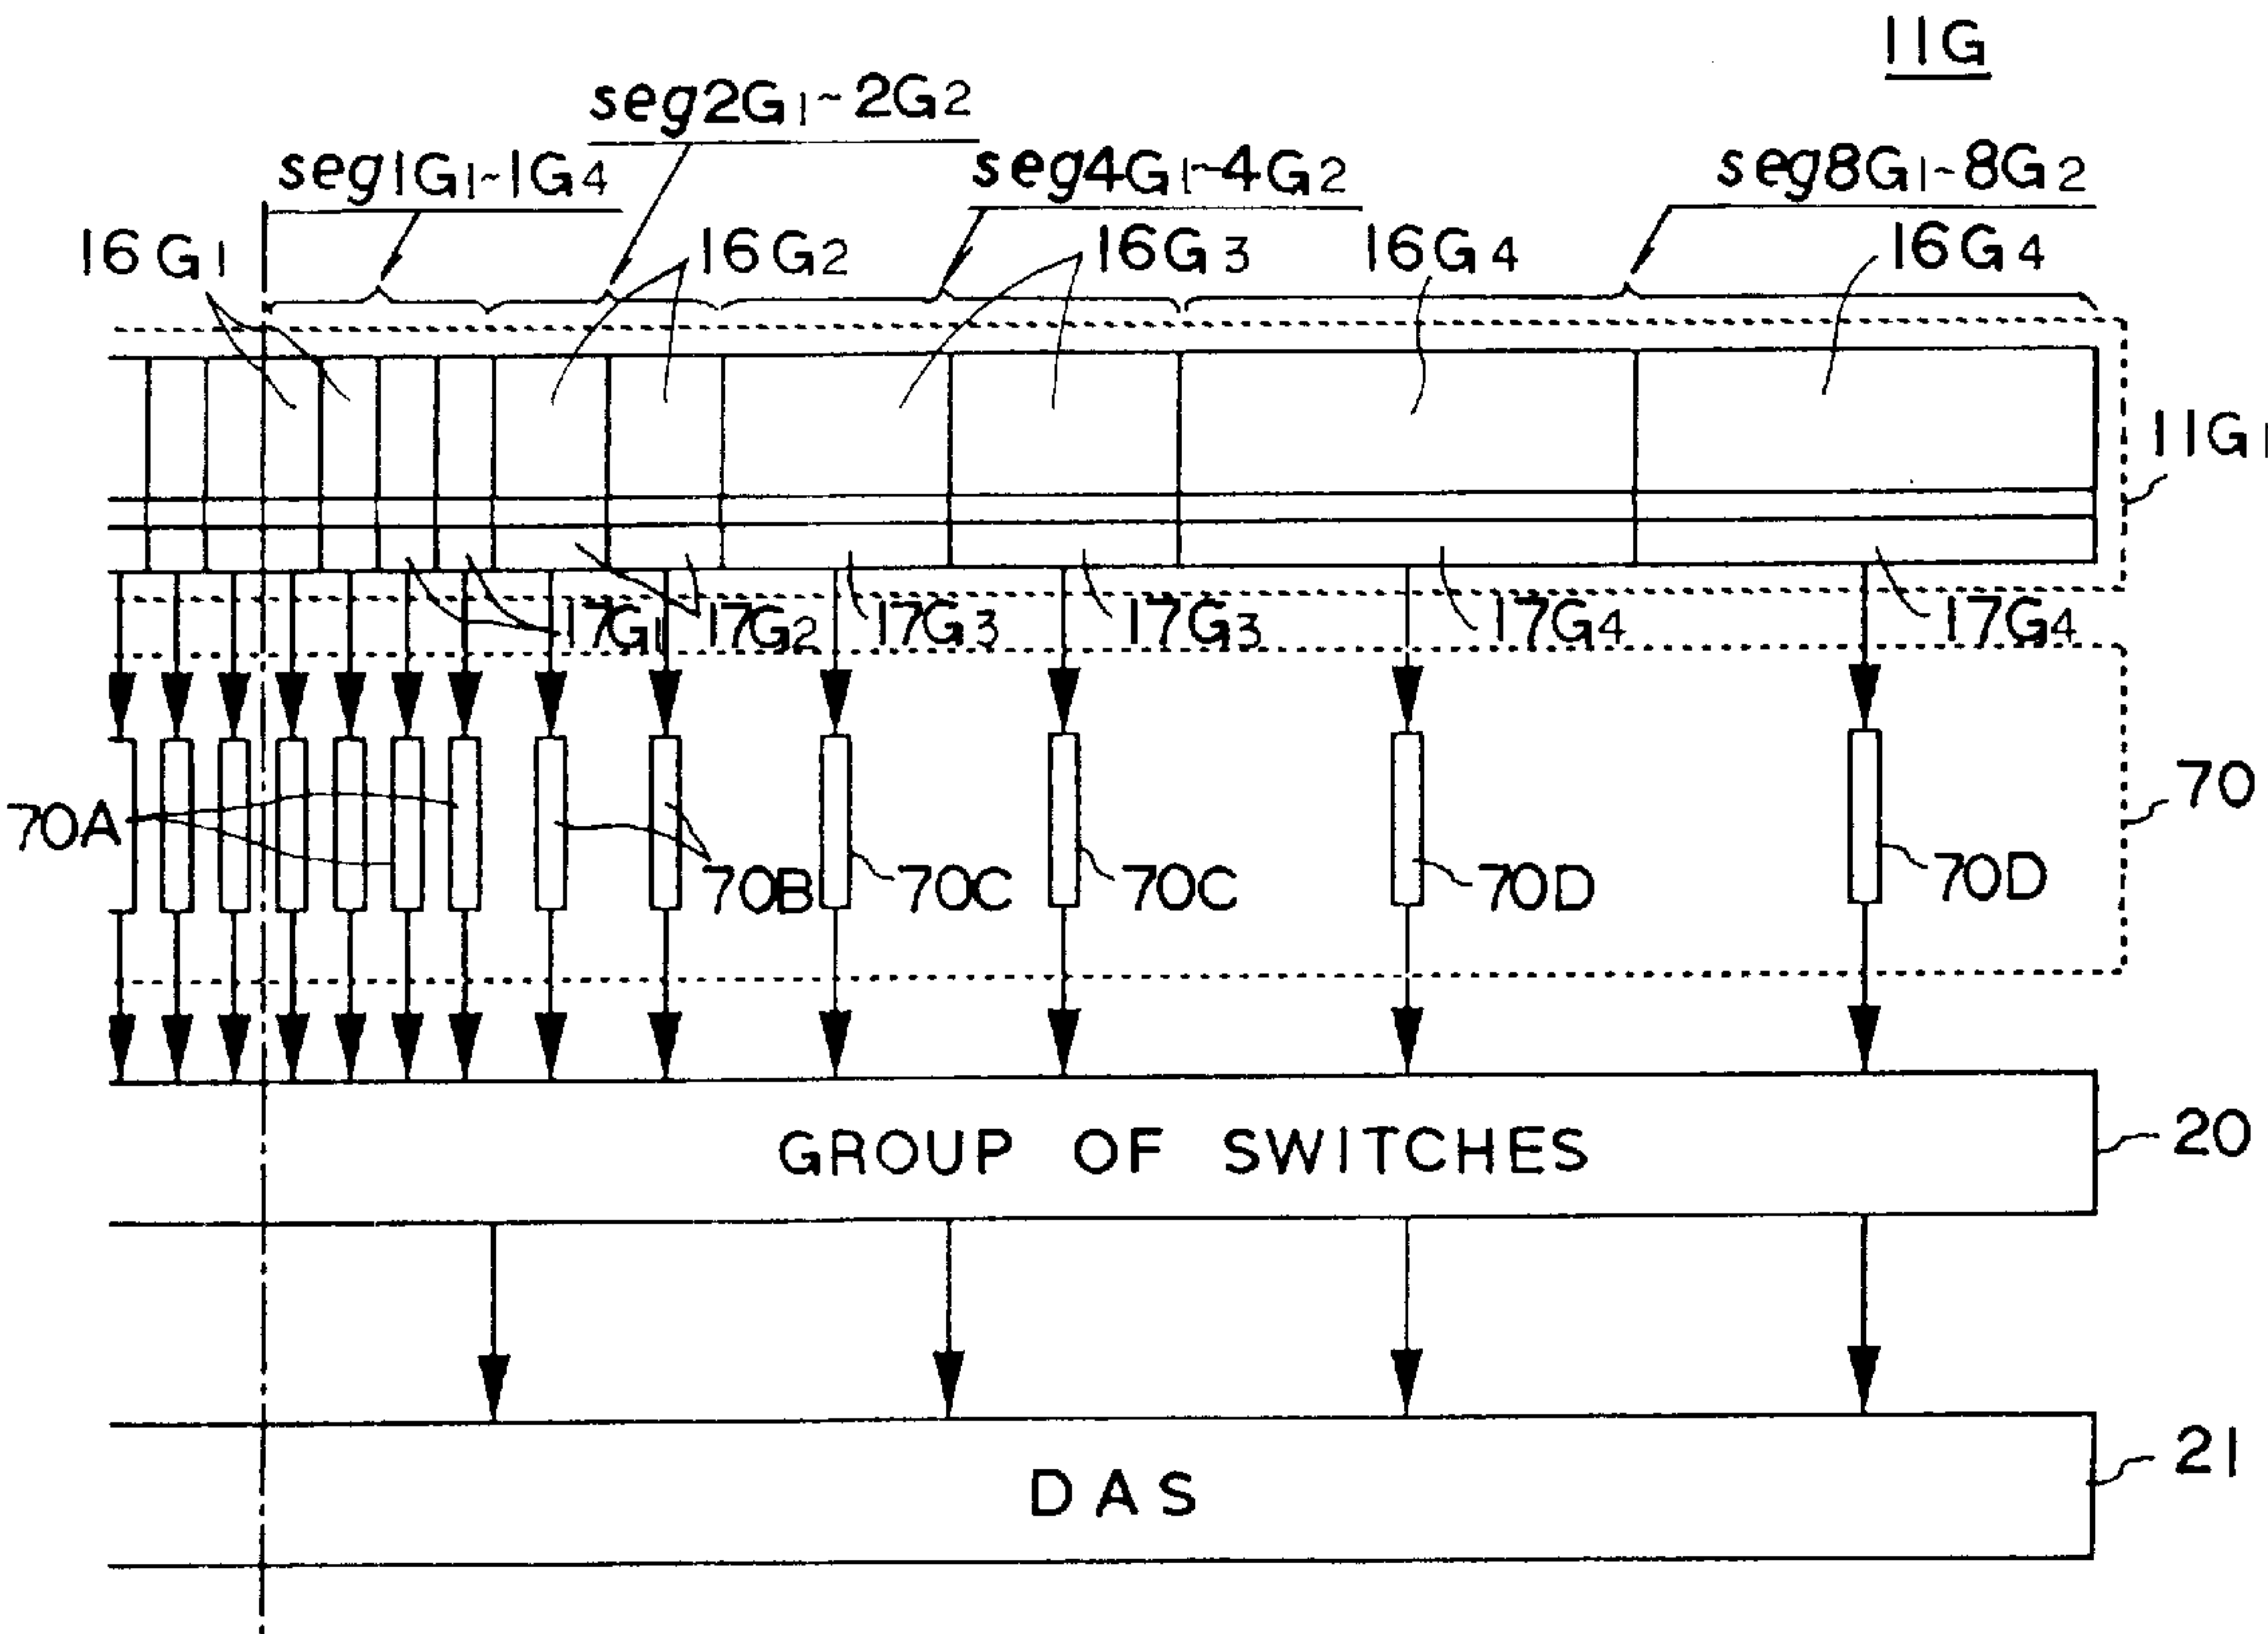 11G
seg2G1~2G2
seg1G1~1G4
seg4G1~4G2
seg8G1~8G2
16G1
16G2
16G3
16G4
16G4
11G1
17G1
17G2
17G3
17G3
17G4
17G4
70
70A
70B
70C
70C
70D
70D
GROUP OF SWITCHES
20
DAS
21